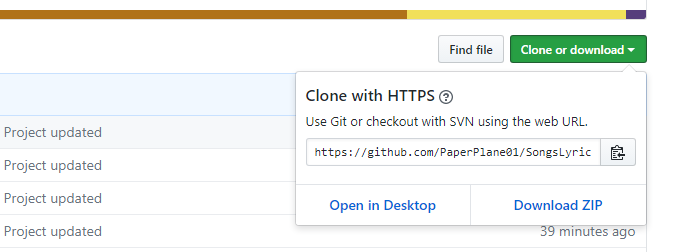 Find file
Clone or download
Clone with HTTPS
Use Git or checkout with SVN using the web URL.
https://github.com/PaperPlane01/SongsLyric
Open in Desktop
Download ZIP
Project updated
Project updated
Project updated
Project updated
39 minutes ago